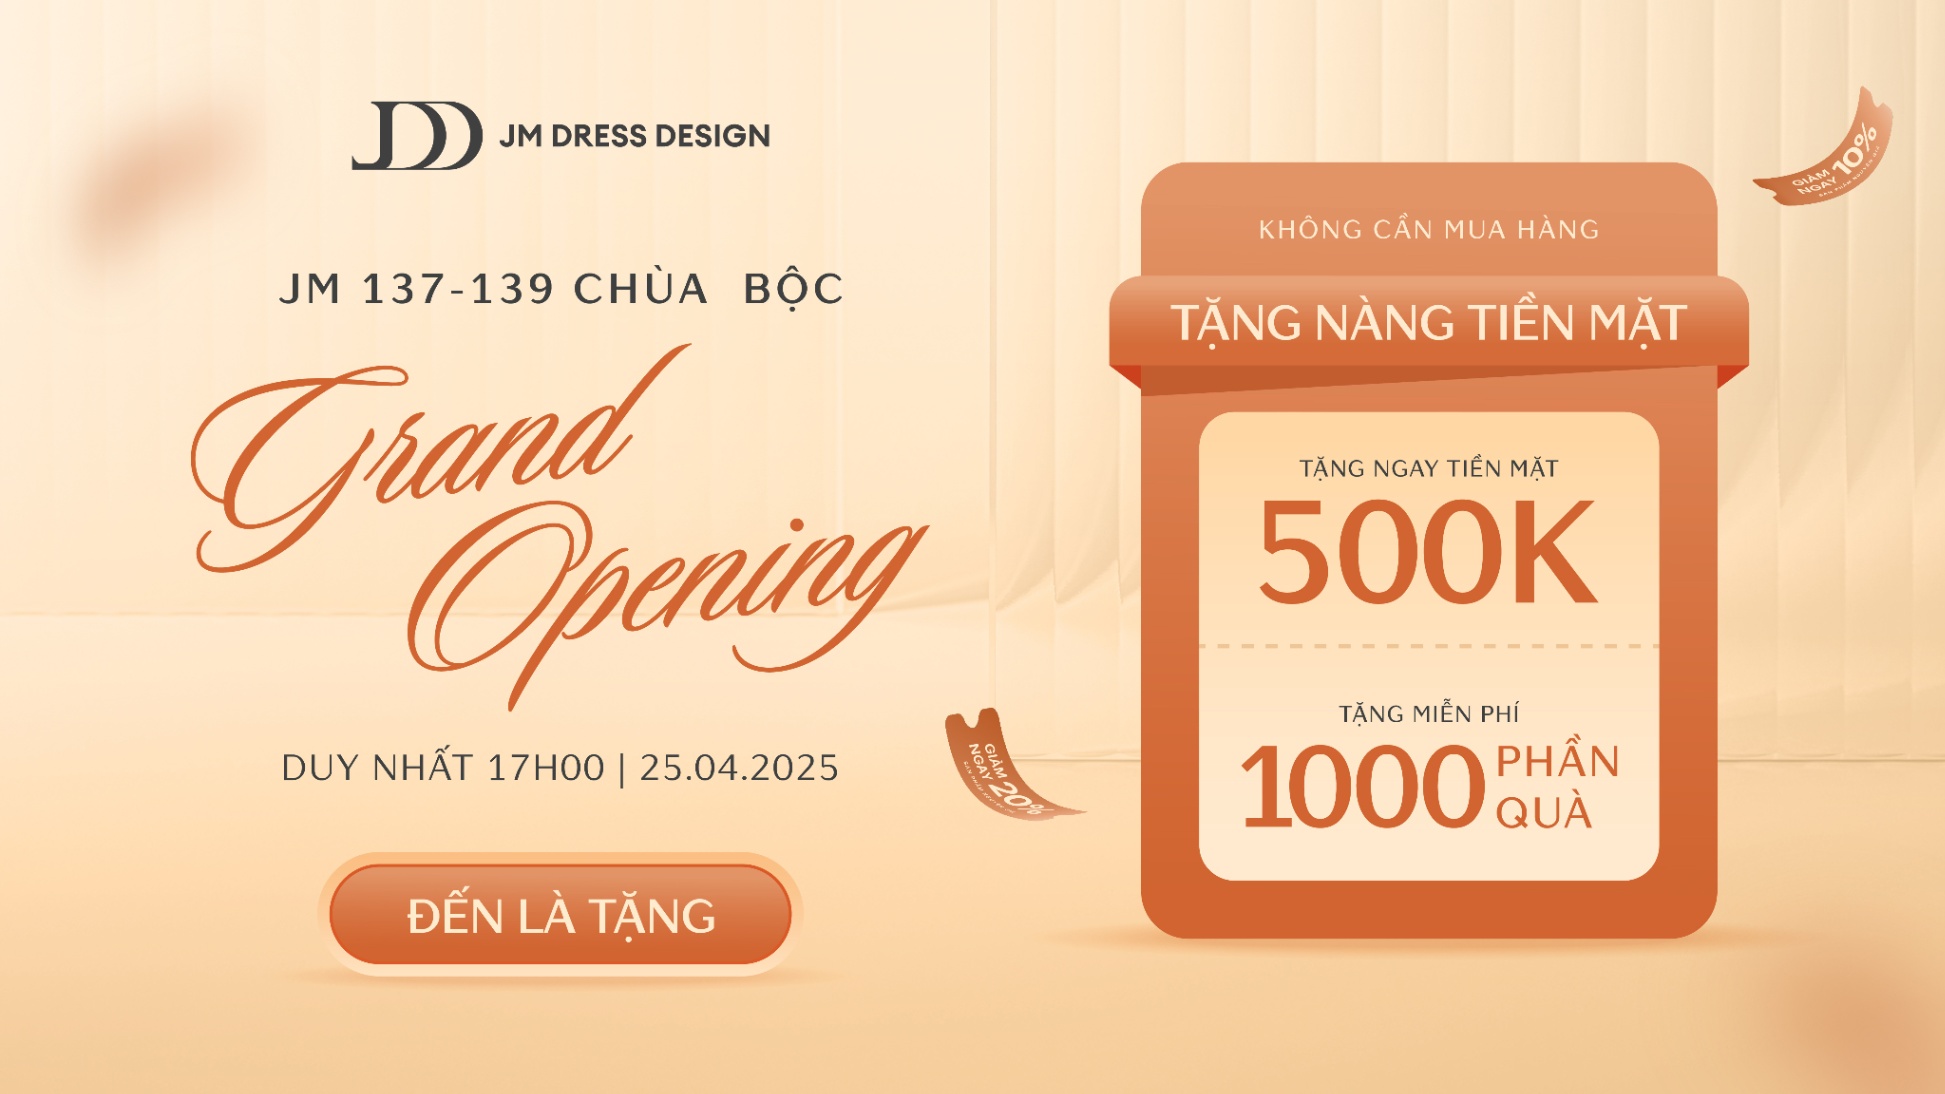 JDD JM DRESS DESIGN
JM 137-139 CHÙA BỘC
Grand
Opening
DUY NHẤT 17H00 | 25.04.2025
ĐẾN LÀ TẶNG
KHÔNG CẦN MUA HÀNG
TẶNG NÀNG TIỀN MẶT
TẶNG NGAY TIỀN MẶT
500K
TẶNG MIỄN PHÍ
1000 PHẦN
QUÀ
GIẢM
NGAY 10%
GIẢM
NGAY 20%